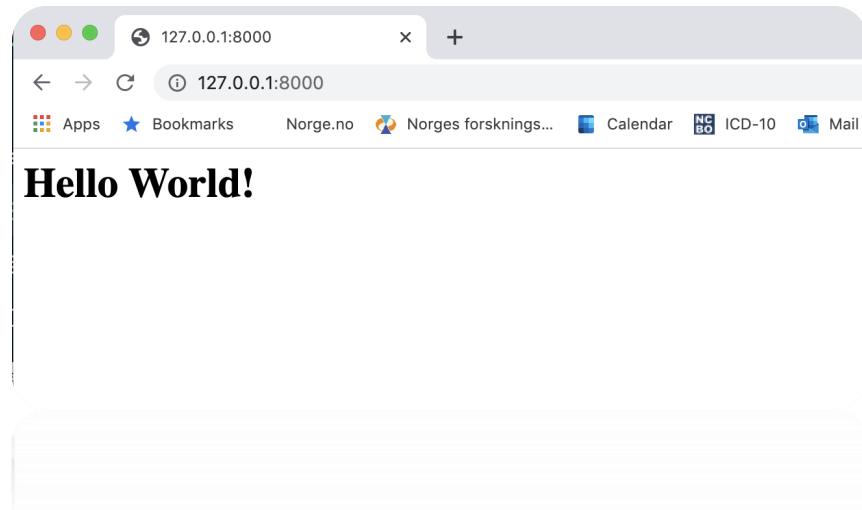 127.0.0.1:8000
127.0.0.1:8000
Apps Bookmarks Norge.no Norges forsknings... Calendar NC BO ICD-10 Mail
Hello World!